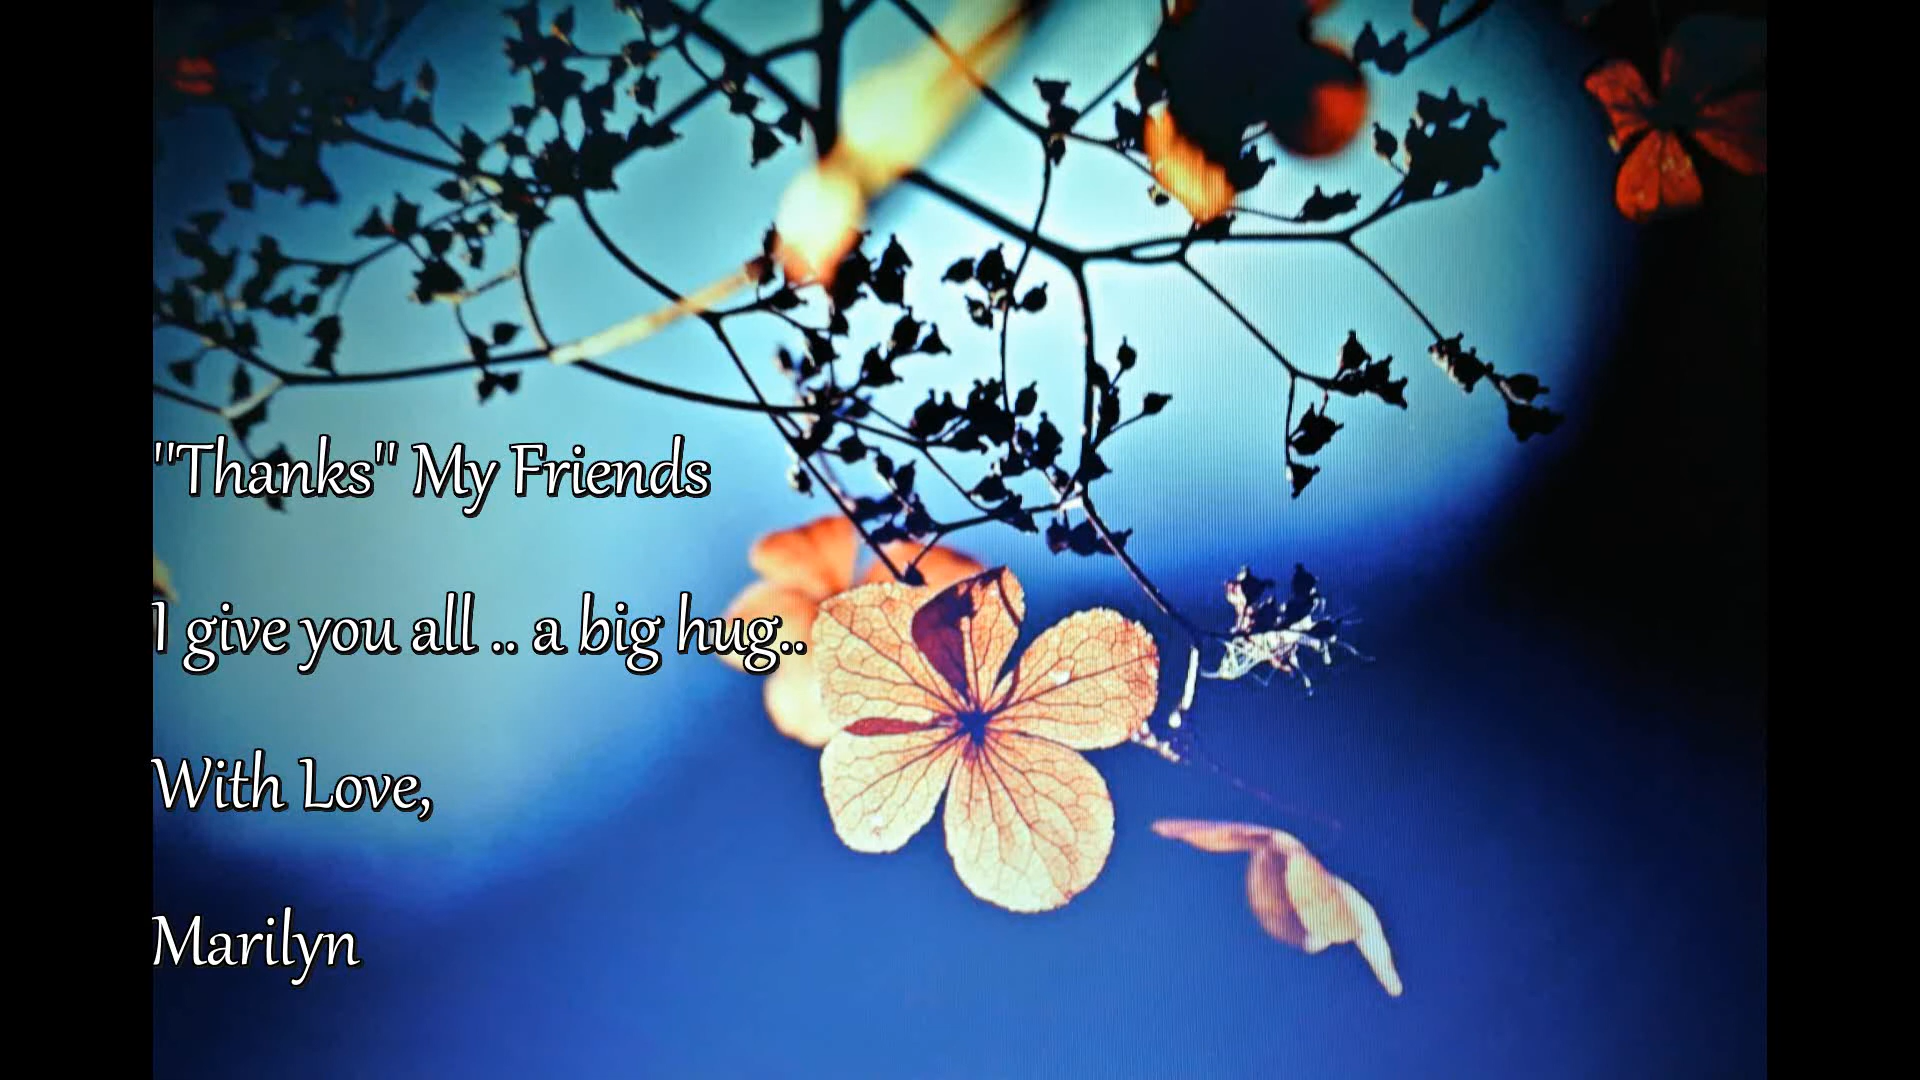 "Thanks" My Friends
I give you all .. a big hug..
With Love,
Marilyn